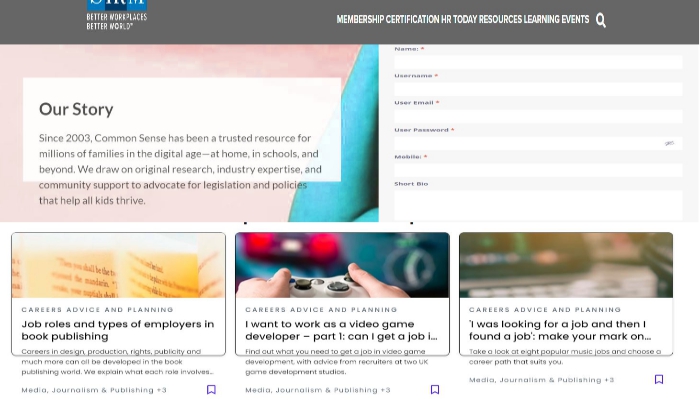 BETTER WORKPLACES
BETTER WORLD™
MEMBERSHIP CERTIFICATION HR TODAY RESOURCES LEARNING EVENTS
Our Story
Since 2003, Common Sense has been a trusted resource for
millions of families in the digital age—at home, in schools, and
beyond. We draw on original research, industry expertise, and
community support to advocate for legislation and policies
that help all kids thrive.
Name: *
Username *
User Email *
User Password *
Mobile: *
Short Bio
CAREERS ADVICE AND PLANNING
Job roles and types of employers in
book publishing
Careers in design, production, rights, publicity and
much more can all be developed in the book
publishing world. We explain what each role involves..
Media, Journalism & Publishing +3
CAREERS ADVICE AND PLANNING
I want to work as a video game
developer – part 1: can I get a job i...
Find out what you need to get a job in video game
development, with advice from recruiters at two UK
game development studios.
Media, Journalism & Publishing +3
CAREERS ADVICE AND PLANNING
'I was looking for a job and then I
found a job': make your mark on...
Take a look at eight popular music jobs and choose a
career path that suits you.
Media, Journalism & Publishing +3